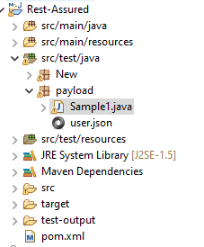 Rest-Assured
src/main/java
src/main/resources
src/test/java
New
payload
Sample1.java
user.json
src/test/resources
JRE System Library [J2SE-1.5]
Maven Dependencies
src
target
test-output
pom.xml